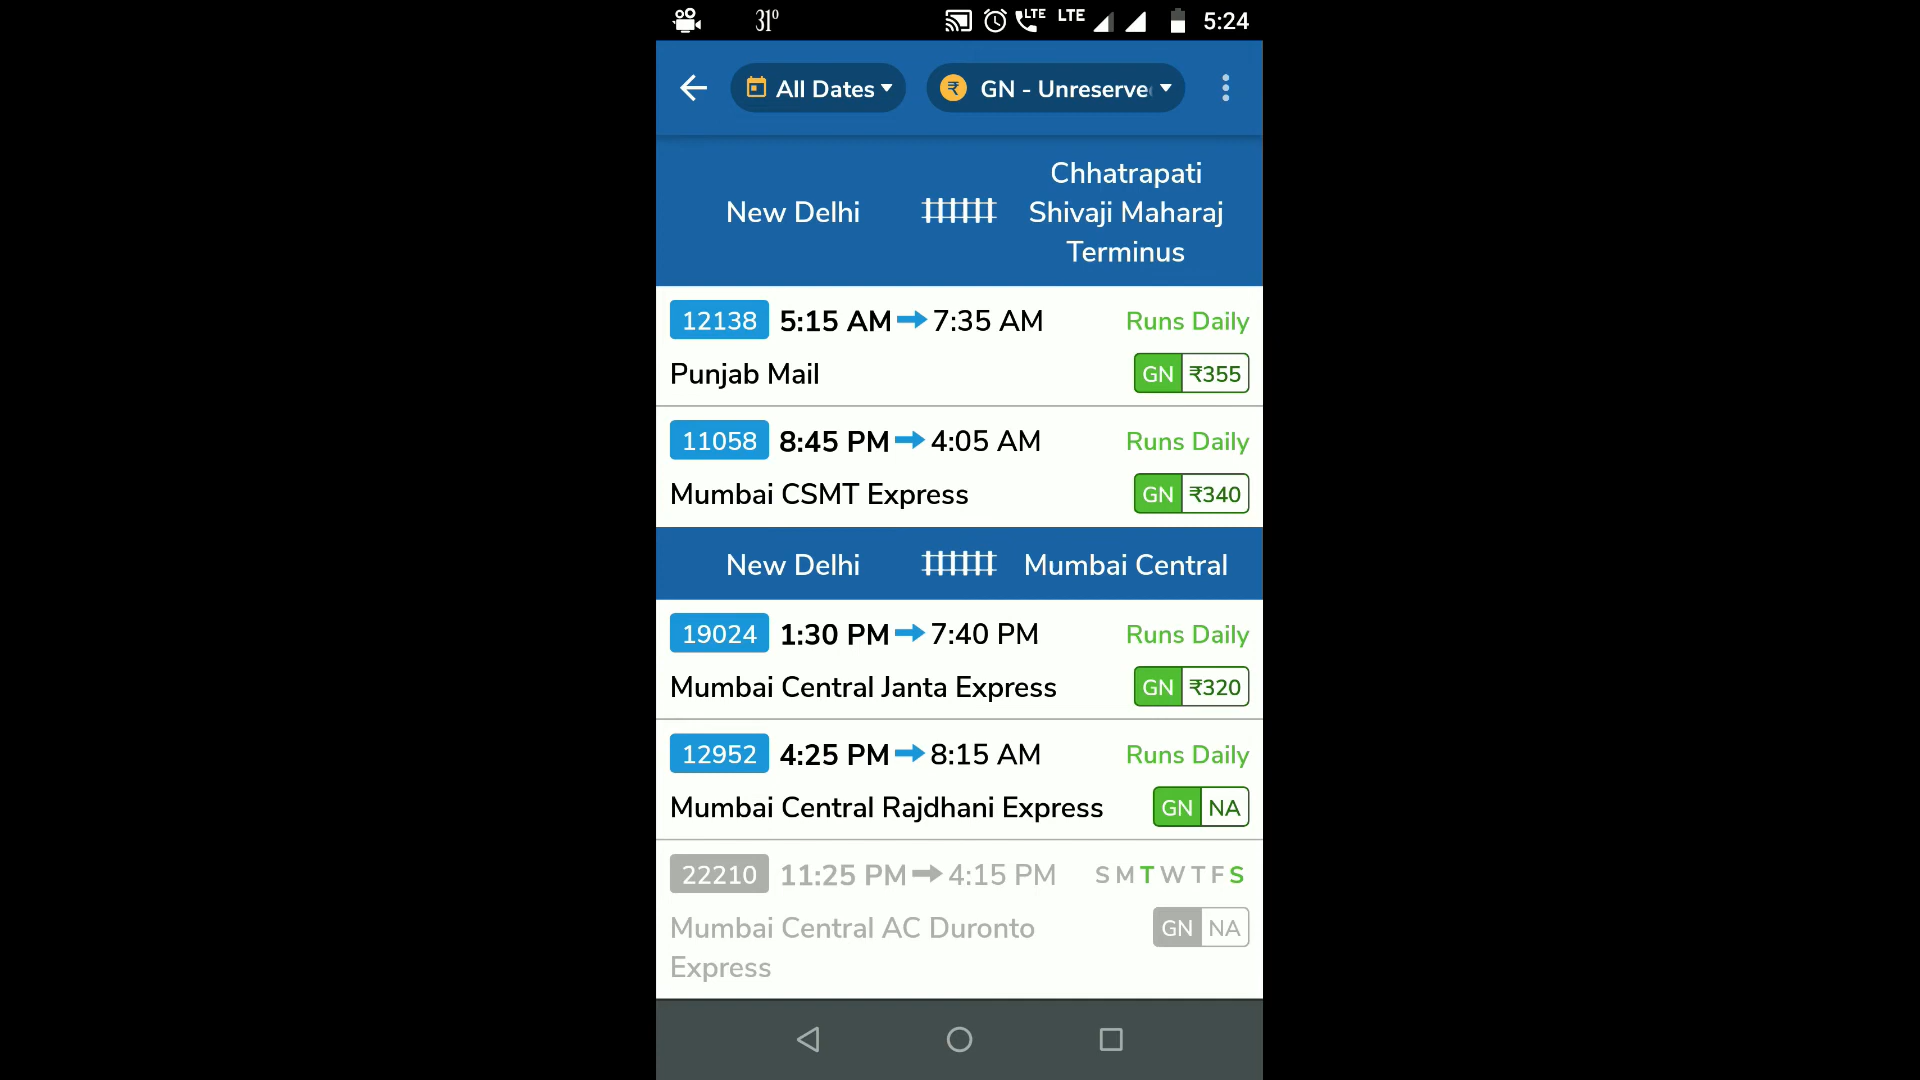 31° LTE LTE 5:24
All Dates GN - Unreserve
New Delhi
Chhatrapati
Shivaji Maharaj
Terminus
12138 5:15 AM 7:35 AM Runs Daily
Punjab Mail GN ₹355
11058 8:45 PM 4:05 AM Runs Daily
Mumbai CSMT Express GN ₹340
New Delhi Mumbai Central
19024 1:30 PM 7:40 PM Runs Daily
Mumbai Central Janta Express GN ₹320
12952 4:25 PM 8:15 AM Runs Daily
Mumbai Central Rajdhani Express GN NA
22210 11:25 PM 4:15 PM S M T W T F S
Mumbai Central AC Duronto GN NA
Express